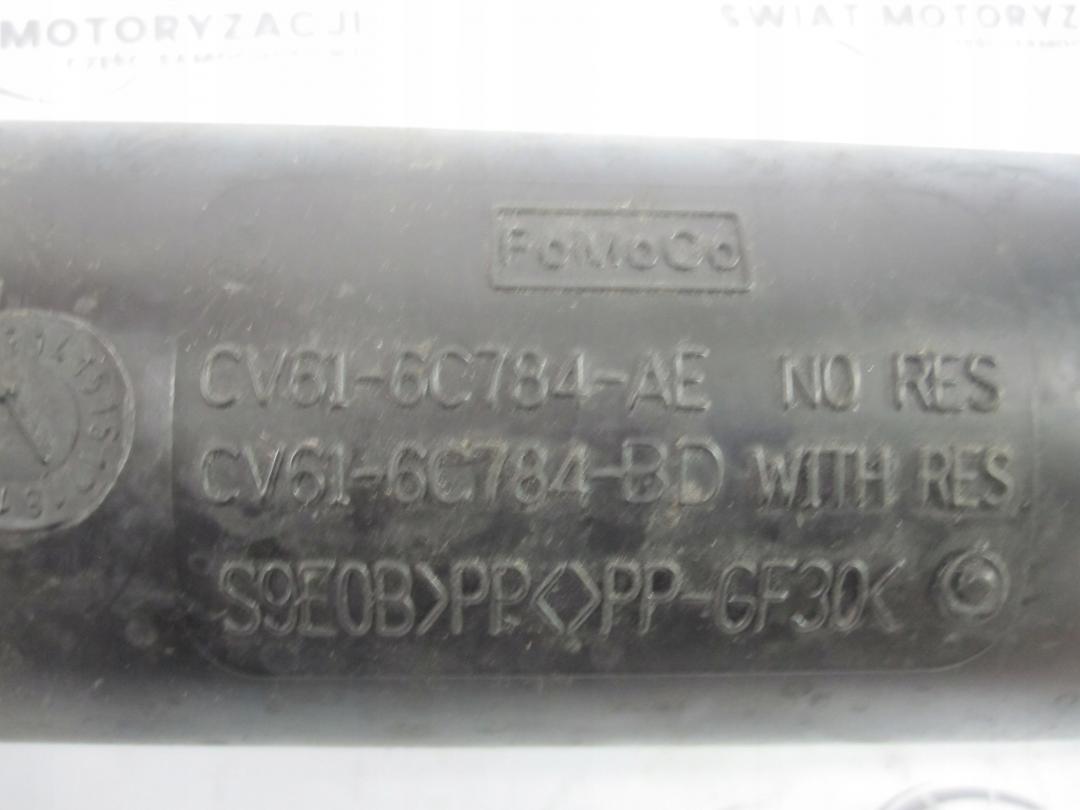 MOTORYZACJI
ŚWIAT MOTORYZ
FoMoCo
CV61-6C784-AE NO RES
CV61-6C784-BD WITH RES
S9E0B>PP<>PP-GF30<